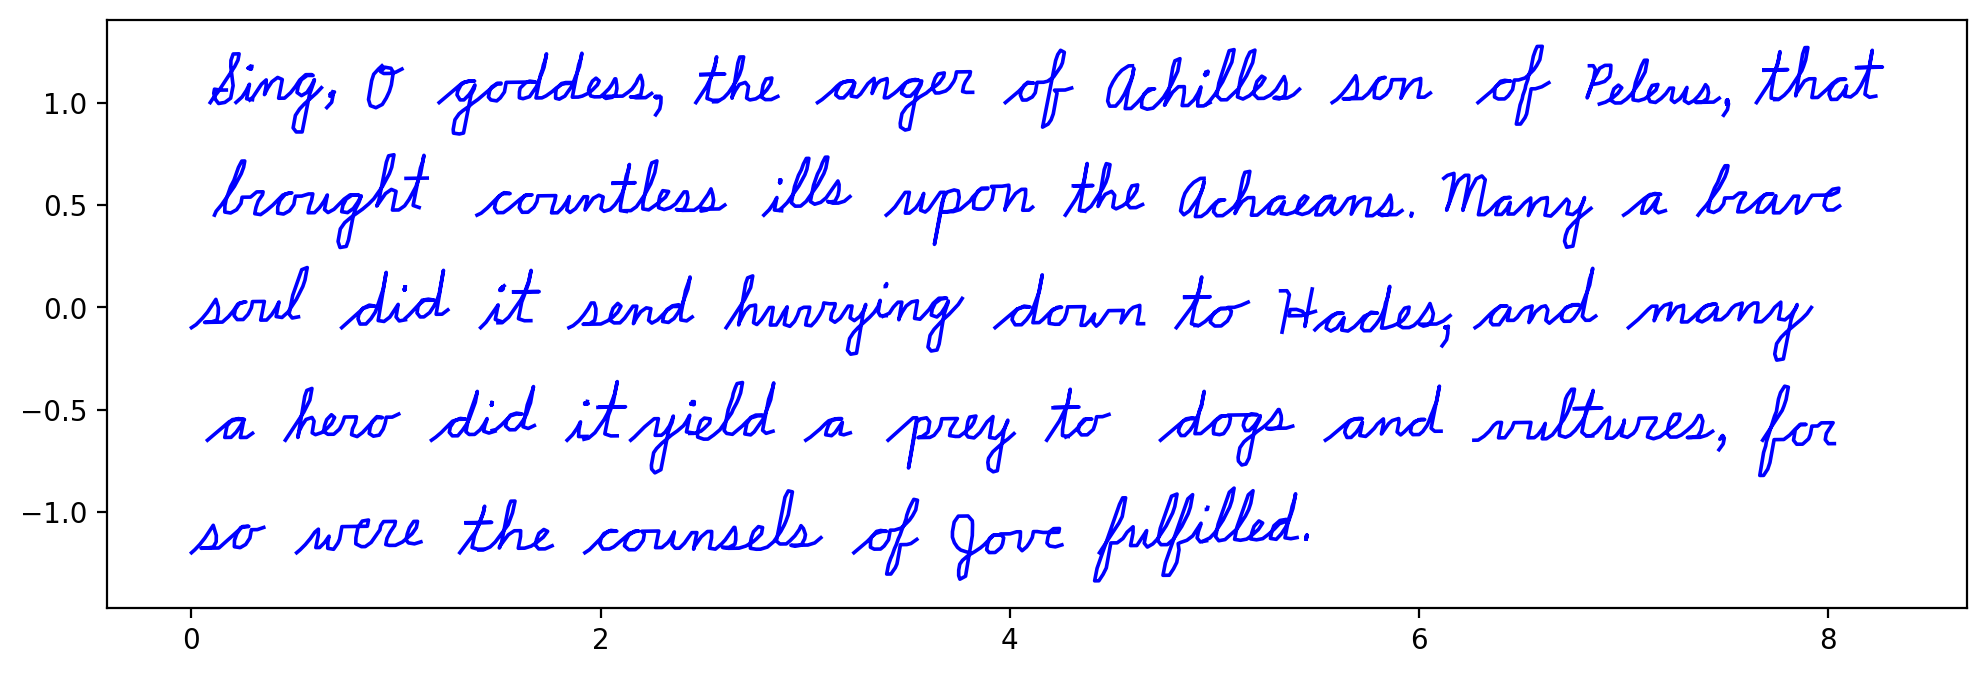 Sing, O goddess, the anger of Achilles son of Peleus, that
brought countless ills upon the Achaeans. Many a brave
soul did it send hurrying down to Hades, and many
a hero did it yield a prey to dogs and vultures, for
so were the counsels of Jove fulfilled.
1.0
0.5
0.0
−0.5
−1.0
0 2 4 6 8